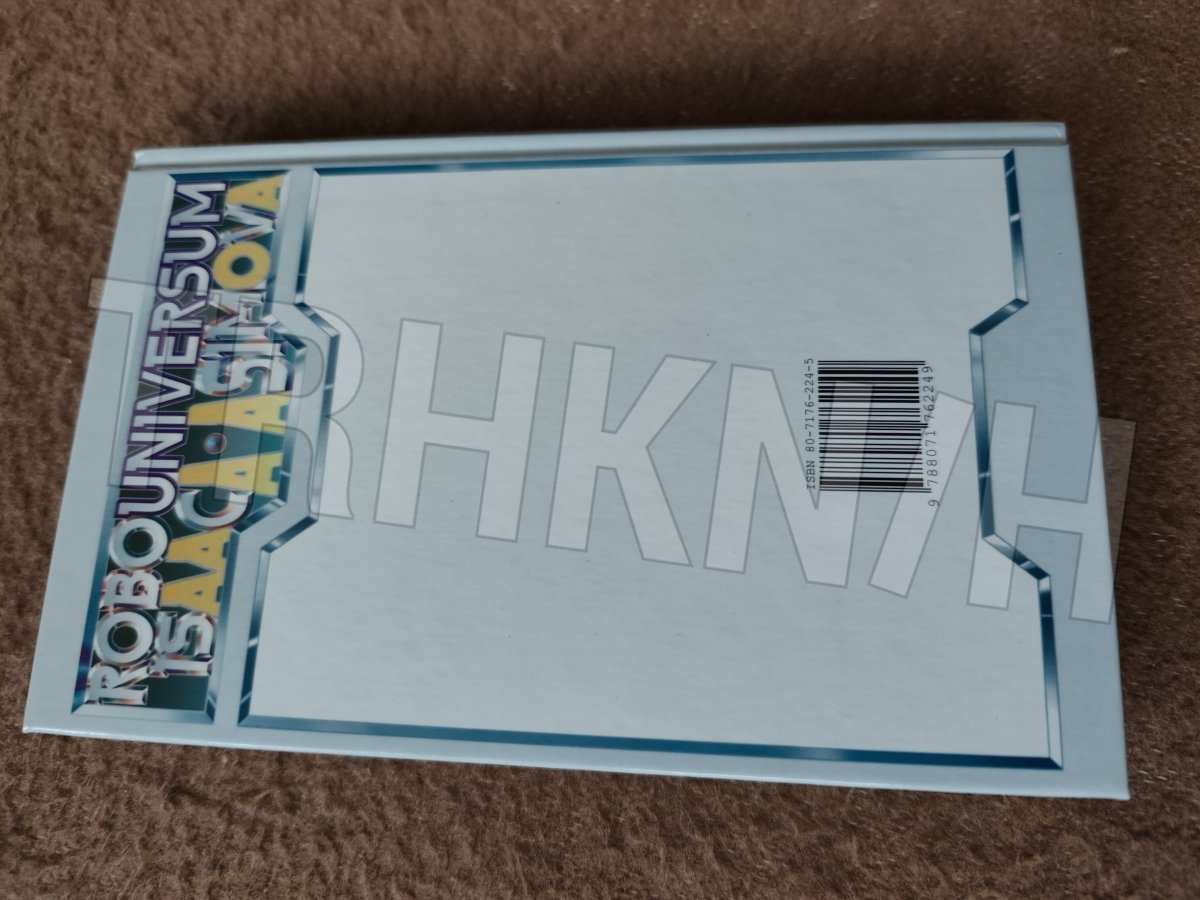 ROBOUNIVERSUM
ISAACA ASIMOVA
ISBN 80-7176-224-5
9 788071 762249
TRHKNIH